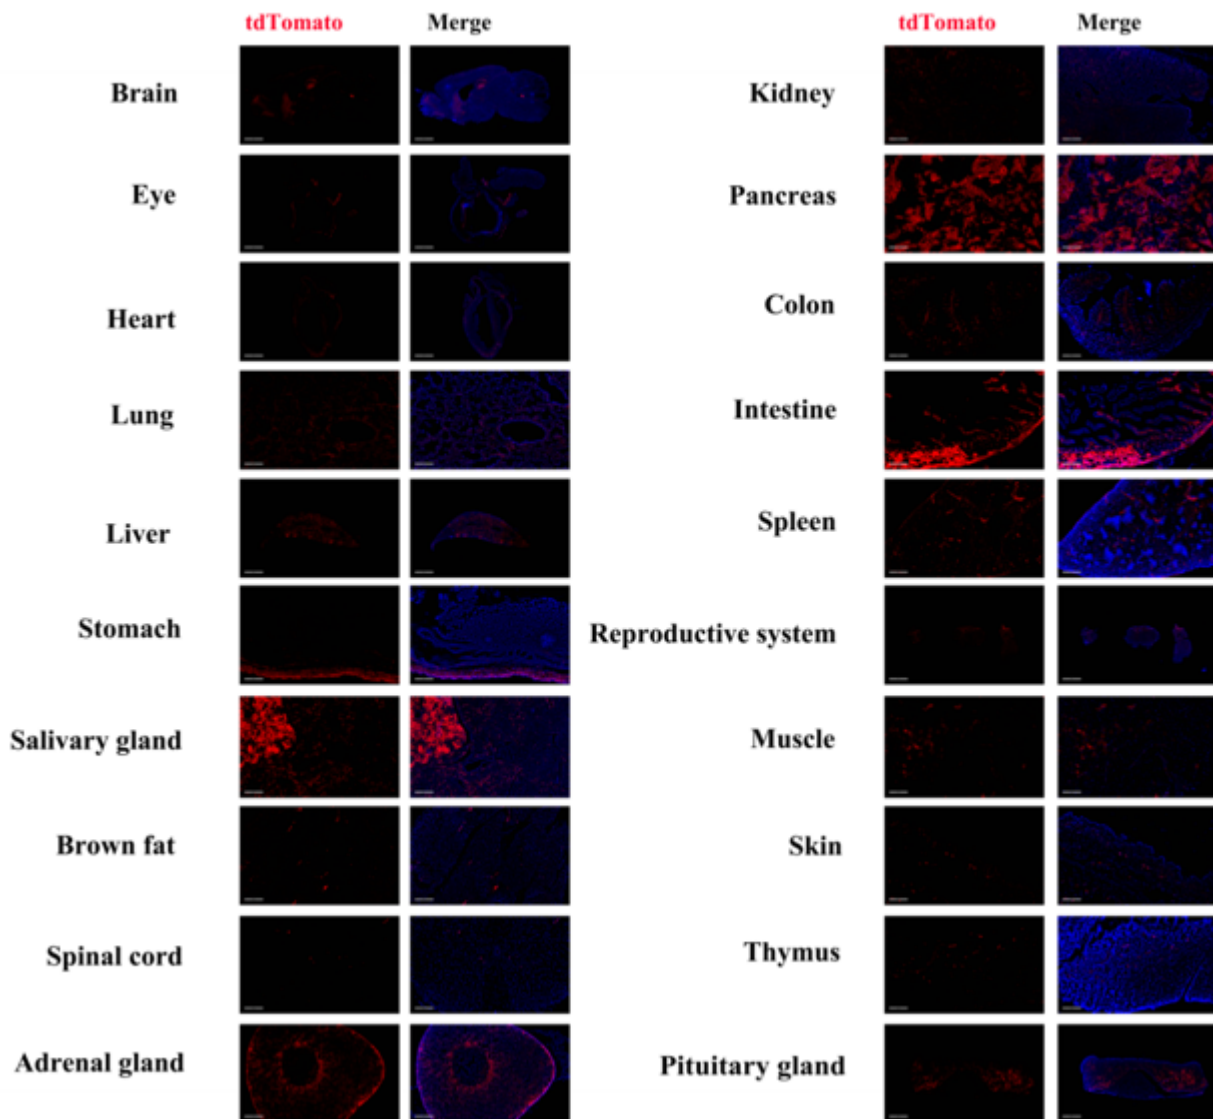 tdTomato Merge tdTomato Merge
Brain Kidney
Eye Pancreas
Heart Colon
Lung Intestine
Liver Spleen
Stomach Reproductive system
Salivary gland Muscle
Brown fat Skin
Spinal cord Thymus
Adrenal gland Pituitary gland